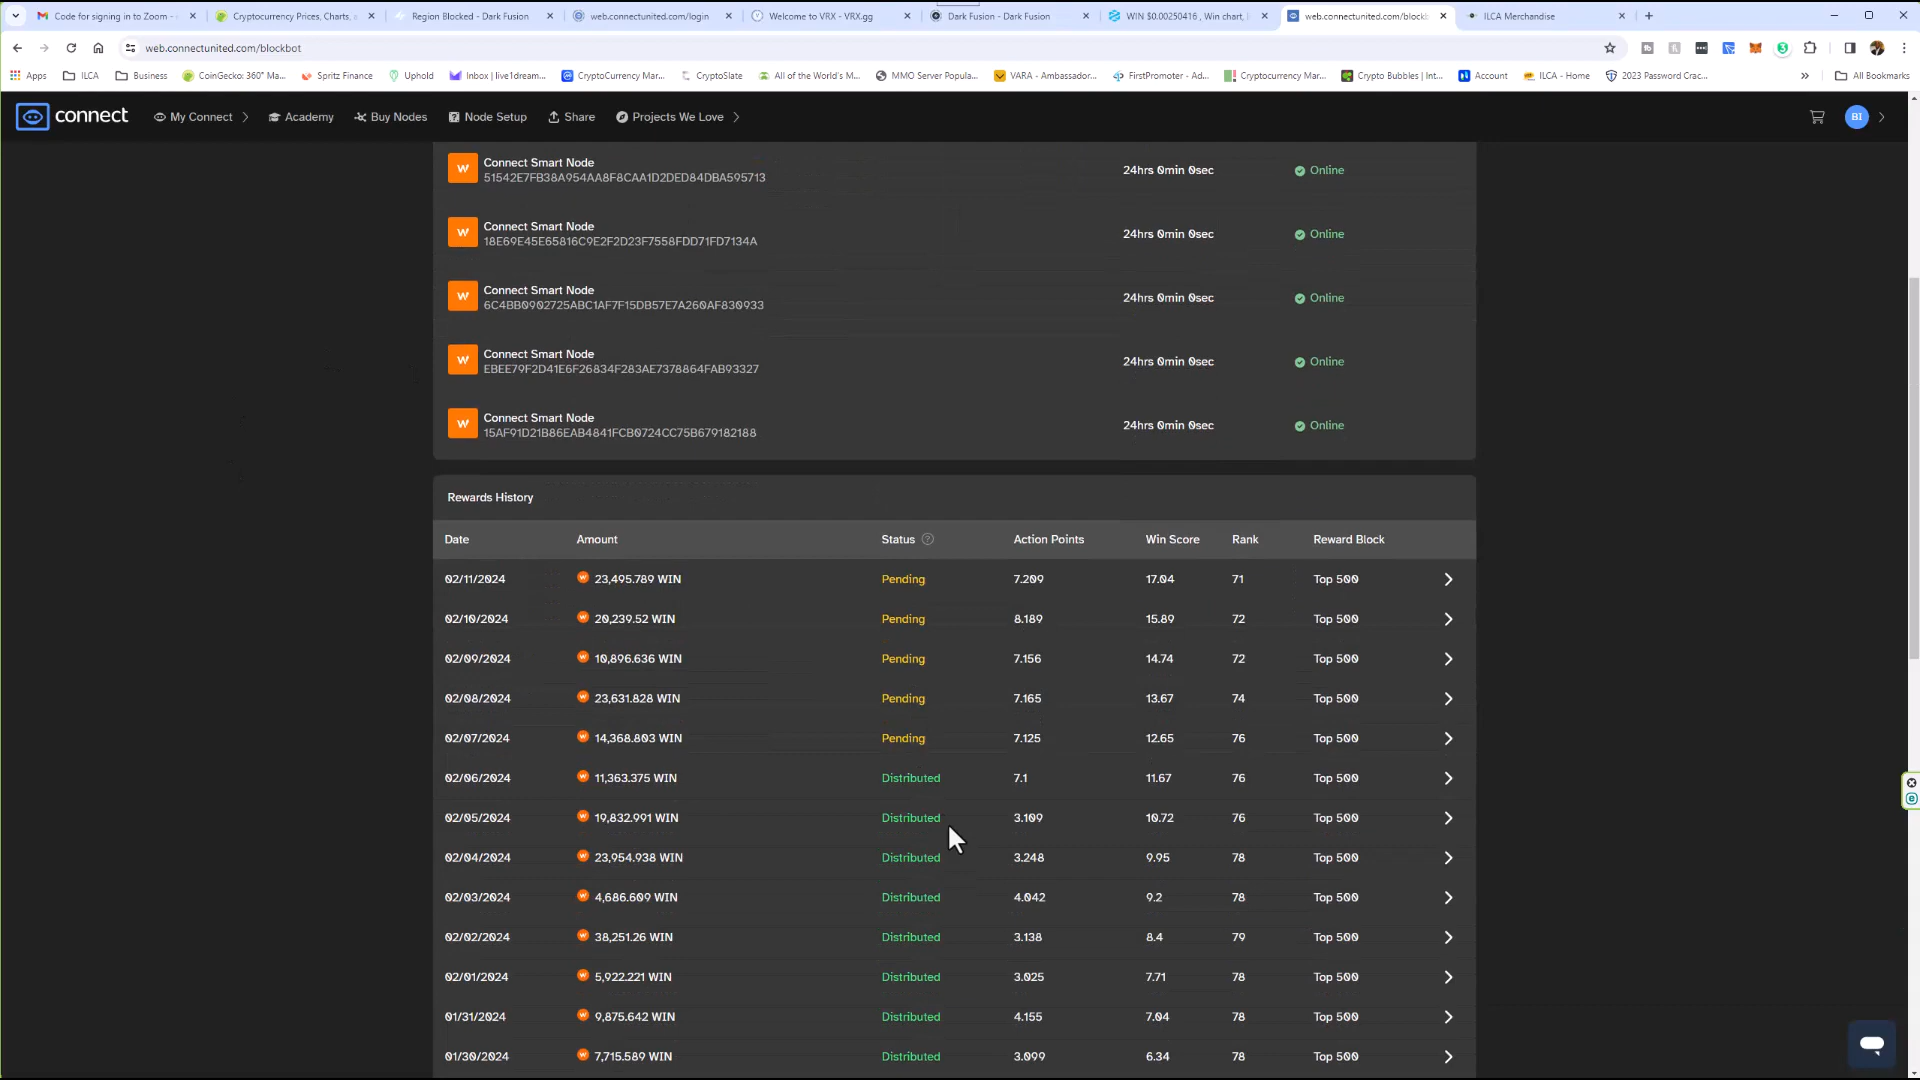 Code for signing in to Zoom -
Cryptocurrency Prices, Charts,
Region Blocked - Dark Fusion
web.connectunited.com/login
Welcome to VRX - VRX.gg
Dark Fusion - Dark Fusion
WIN $0.00250416 , Win chart,
web.connectunited.com/blockb
ILCA Merchandise
web.connectunited.com/blockbot
Apps
ILCA
Business
CoinGecko: 360° Ma...
Spritz Finance
Uphold
Inbox | live1dream...
CryptoCurrency Mar...
CryptoSlate
All of the World's M...
MMO Server Popula...
VARA - Ambassador...
FirstPromoter - Ad...
Cryptocurrency Mar...
Crypto Bubbles | Int...
Account
ILCA - Home
2023 Password Crac...
All Bookmarks
connect
My Connect
Academy
Buy Nodes
Node Setup
Share
Projects We Love
BI
W Connect Smart Node
51542E7FB38A954AA8F8CAA1D2DED84DBA595713
24hrs 0min 0sec
Online
W Connect Smart Node
18E69E45E65816C9E2F2D23F7558FDD71FD7134A
24hrs 0min 0sec
Online
W Connect Smart Node
6C4BB0902725ABC1AF7F15DB57E7A260AF830933
24hrs 0min 0sec
Online
W Connect Smart Node
EBEE79F2D41E6F26834F283AE7378864FAB93327
24hrs 0min 0sec
Online
W Connect Smart Node
15AF91D21B86EAB4841FCB0724CC75B679182188
24hrs 0min 0sec
Online
Rewards History
Date Amount Status ? Action Points Win Score Rank Reward Block
02/11/2024 W 23,495.789 WIN Pending 7.209 17.04 71 Top 500
02/10/2024 W 20,239.52 WIN Pending 8.189 15.89 72 Top 500
02/09/2024 W 10,896.636 WIN Pending 7.156 14.74 72 Top 500
02/08/2024 W 23,631.828 WIN Pending 7.165 13.67 74 Top 500
02/07/2024 W 14,368.803 WIN Pending 7.125 12.65 76 Top 500
02/06/2024 W 11,363.375 WIN Distributed 7.1 11.67 76 Top 500
02/05/2024 W 19,832.991 WIN Distributed 3.109 10.72 76 Top 500
02/04/2024 W 23,954.938 WIN Distributed 3.248 9.95 78 Top 500
02/03/2024 W 4,686.609 WIN Distributed 4.042 9.2 78 Top 500
02/02/2024 W 38,251.26 WIN Distributed 3.138 8.4 79 Top 500
02/01/2024 W 5,922.221 WIN Distributed 3.025 7.71 78 Top 500
01/31/2024 W 9,875.642 WIN Distributed 4.155 7.04 78 Top 500
01/30/2024 W 7,715.589 WIN Distributed 3.099 6.34 78 Top 500